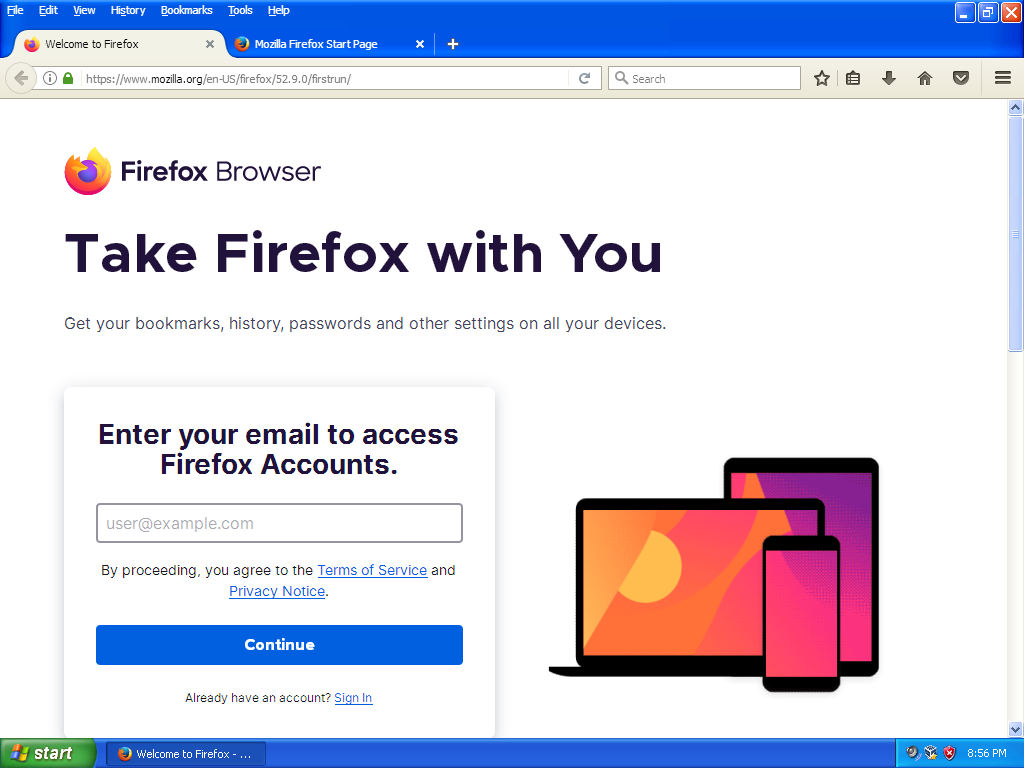 File Edit View History Bookmarks Tools Help
Welcome to Firefox
Mozilla Firefox Start Page
https://www.mozilla.org/en-US/firefox/52.9.0/firstrun/
Search
Firefox Browser
Take Firefox with You
Get your bookmarks, history, passwords and other settings on all your devices.
Enter your email to access
Firefox Accounts.
user@example.com
By proceeding, you agree to the Terms of Service and
Privacy Notice.
Continue
Already have an account? Sign In
start
Welcome to Firefox - ...
8:56 PM